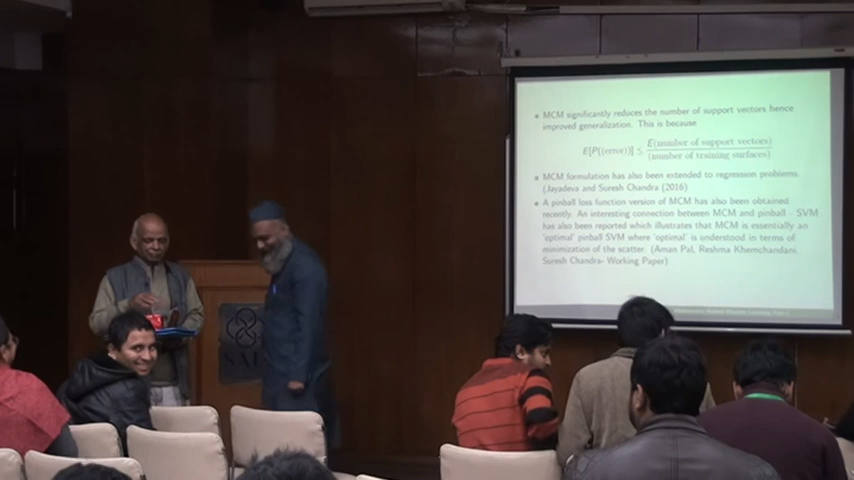 MCM significantly reduces the number of support vectors hence
improved generalization. This is because
E[P((error))] ≤ E(number of support vectors) / (number of training surfaces)
MCM formulation has also been extended to regression problems.
(Jayadeva and Suresh Chandra (2016)
A pinball loss function version of MCM has also been obtained
recently. An interesting connection between MCM and pinball - SVM
has also been reported which illustrates that MCM is essentially an
'optimal' pinball SVM where 'optimal' is understood in terms of
minimization of the scatter. (Aman Pal, Reshma Khemchandani.
Suresh Chandra- Working Paper)